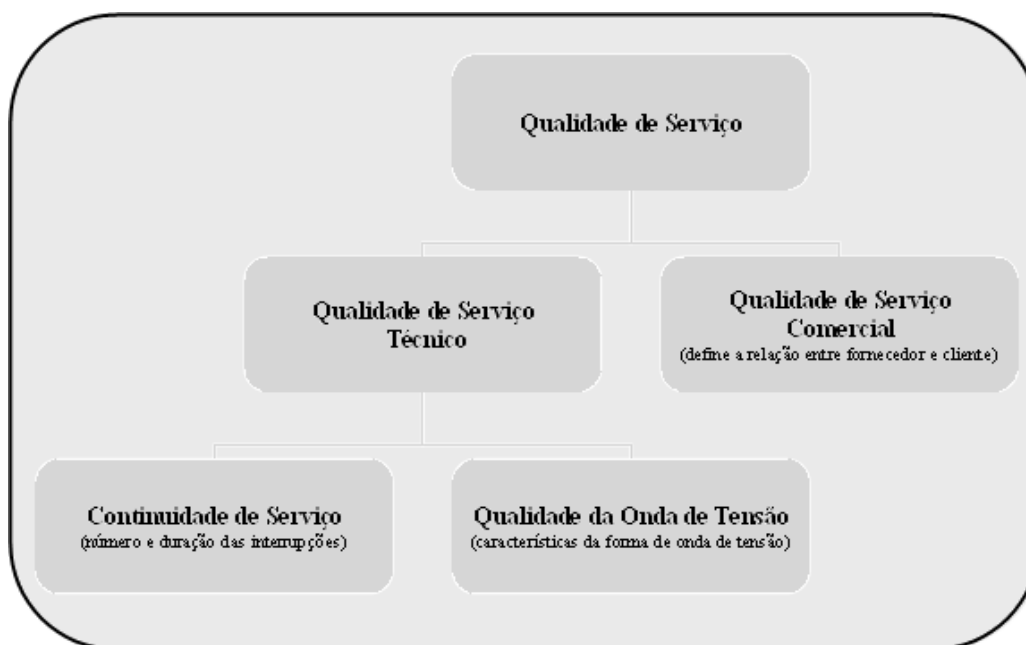 Qualidade de Serviço
Qualidade de Serviço
Técnico
Qualidade de Serviço
Comercial
(define a relação entre fornecedor e cliente)
Continuidade de Serviço
(número e duração das interrupções)
Qualidade da Onda de Tensão
(características da forma de onda de tensão)